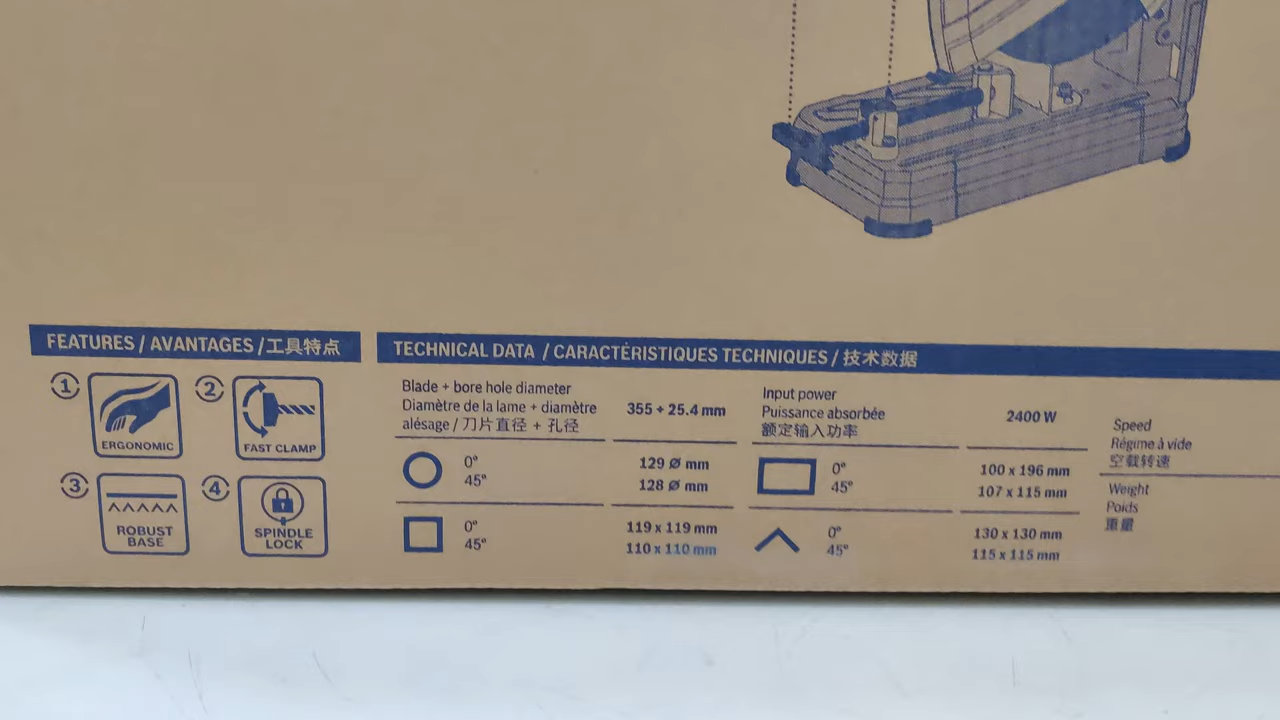 FEATURES / AVANTAGES / 工具特点
1
ERGONOMIC
2
FAST CLAMP
3
ROBUST
BASE
4
SPINDLE
LOCK
TECHNICAL DATA / CARACTÉRISTIQUES TECHNIQUES / 技术数据
Blade + bore hole diameter
Diamètre de la lame + diamètre
alésage / 刀片直径 + 孔径
355 + 25.4 mm
0°
129 Ø mm
45°
128 Ø mm
0°
119 x 119 mm
45°
110 x 110 mm
Input power
Puissance absorbée
额定输入功率
2400 W
0°
100 x 196 mm
45°
107 x 115 mm
0°
130 x 130 mm
45°
115 x 115 mm
Speed
Régime à vide
空载转速
Weight
Poids
重量